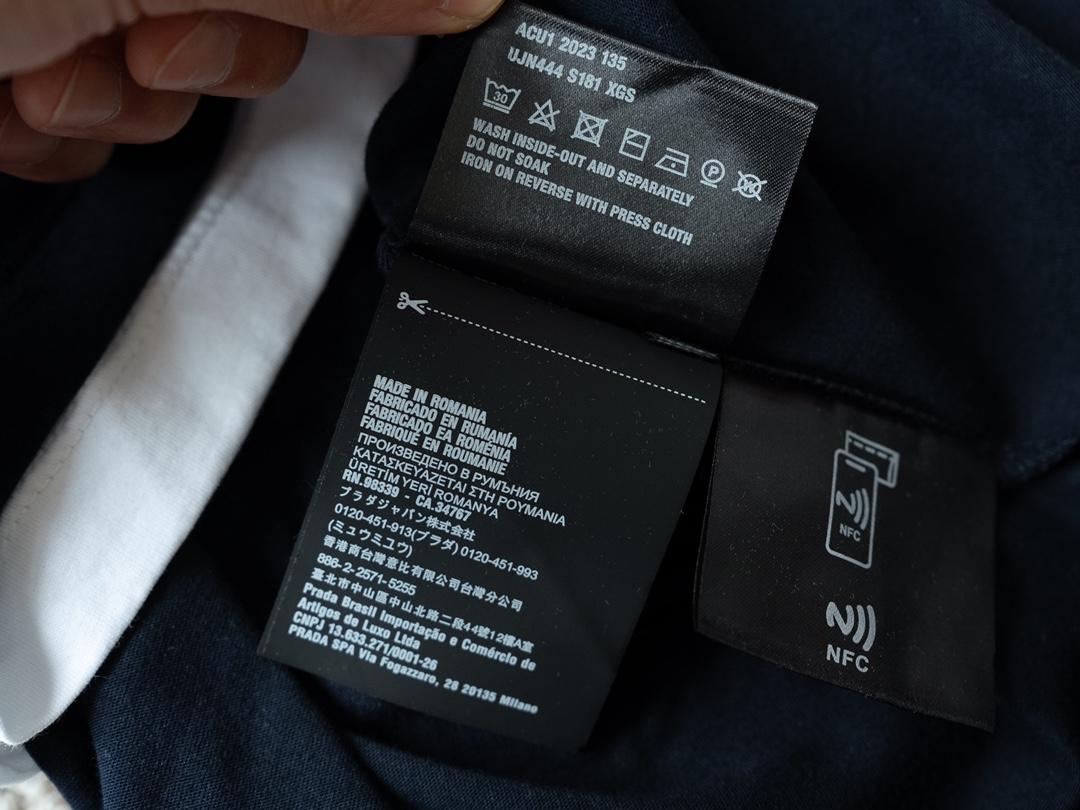 ACU1 2023 135
UJN444 S181 XGS
30
P
W
WASH INSIDE-OUT AND SEPARATELY
DO NOT SOAK
IRON ON REVERSE WITH PRESS CLOTH
MADE IN ROMANIA
FABRICADO EN RUMANÍA
FABRICADO EA ROMENIA
FABRIQUÉ EN ROUMANIE
ПРОИЗВЕДЕНО В РУМЪНИЯ
ΚΑΤΑΣΚΕΥΑΖΕΤΑΙ ΣΤΗ ΡΟΥΜΑΝΙΑ
ÜRETİM YERİ ROMANYA
RN.98339 - CA.34767
プラダジャパン株式会社
0120-451-913(プラダ) 0120-451-993
(ミュウミュウ)
香港商台灣意比有限公司台灣分公司
886-2-2571-5255
臺北市中山區中山北路二段44號12樓A室
Prada Brasil Importação e Comércio de
Artigos de Luxo Ltda
CNPJ 13.633.271/0001-26
PRADA SPA Via Fogazzaro, 28 20135 Milano
NFC
NFC